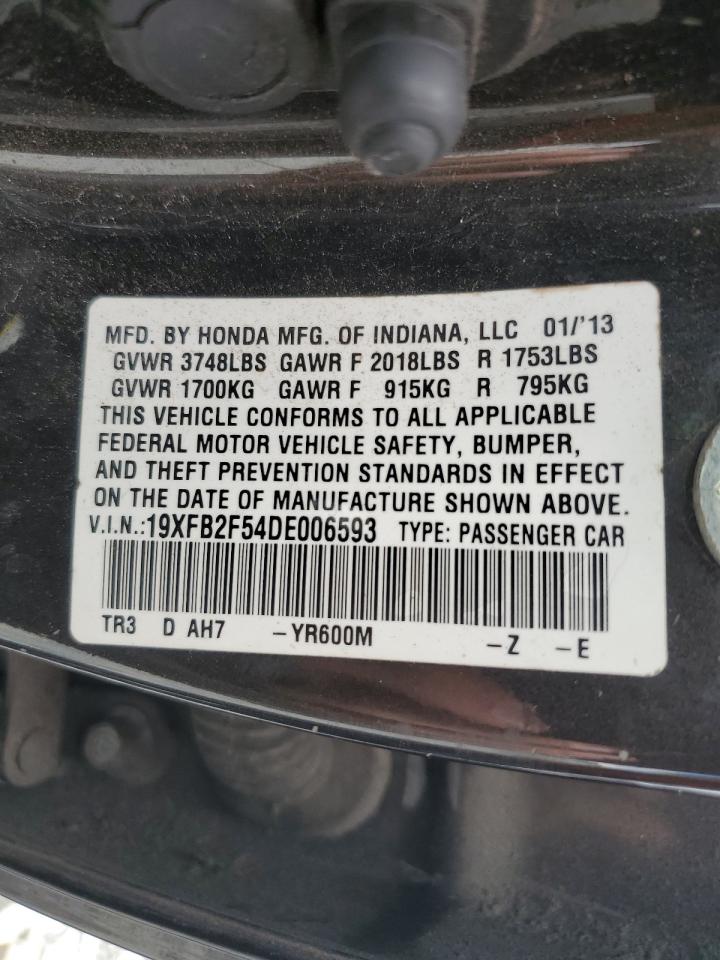 MFD. BY HONDA MFG. OF INDIANA, LLC 01/'13
GVWR 3748LBS GAWR F 2018LBS R 1753LBS
GVWR 1700KG GAWR F 915KG R 795KG
THIS VEHICLE CONFORMS TO ALL APPLICABLE
FEDERAL MOTOR VEHICLE SAFETY, BUMPER,
AND THEFT PREVENTION STANDARDS IN EFFECT
ON THE DATE OF MANUFACTURE SHOWN ABOVE.
V.I.N.:19XFB2F54DE006593 TYPE: PASSENGER CAR
TR3 D AH7 -YR600M -Z -E